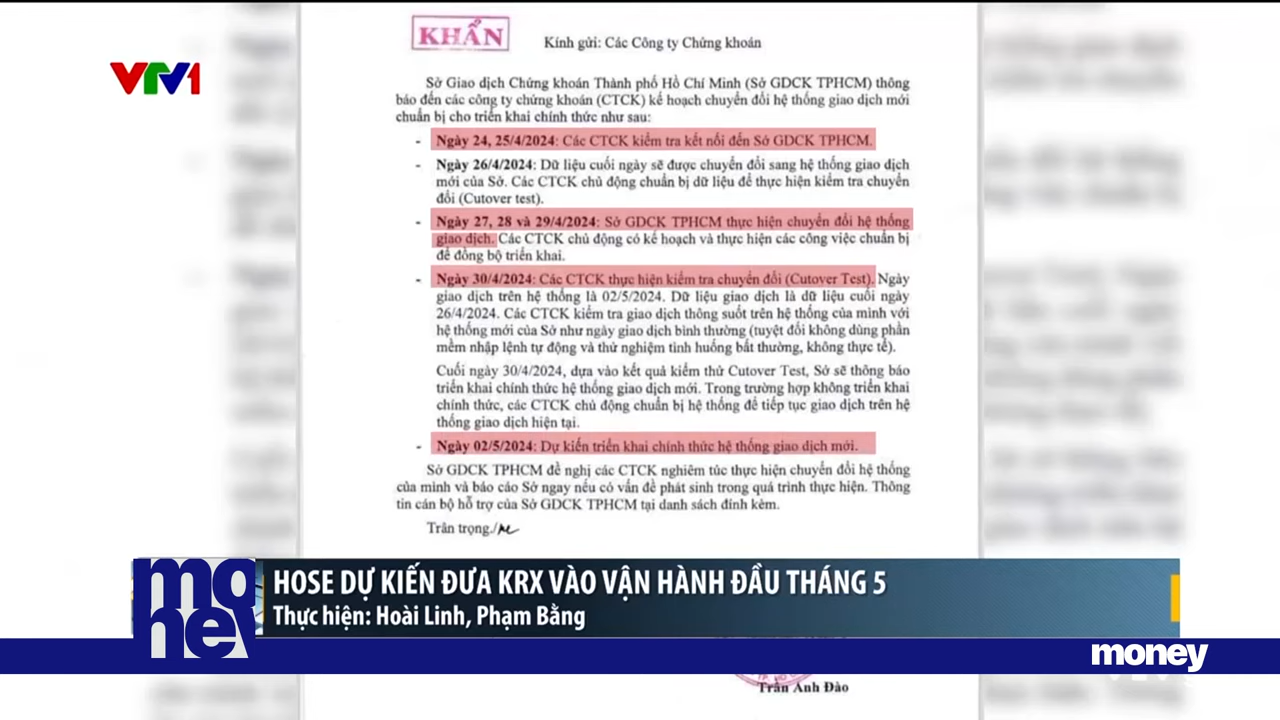 KHẨN
Kính gửi: Các Công ty Chứng khoán
VTV1
Sở Giao dịch Chứng khoán Thành phố Hồ Chí Minh (Sở GDCK TPHCM) thông
báo đến các công ty chứng khoán (CTCK) kế hoạch chuyển đổi hệ thống giao dịch mới
chuẩn bị cho triển khai chính thức như sau:
- Ngày 24, 25/4/2024: Các CTCK kiểm tra kết nối đến Sở GDCK TPHCM.
- Ngày 26/4/2024: Dữ liệu cuối ngày sẽ được chuyển đổi sang hệ thống giao dịch
mới của Sở. Các CTCK chủ động chuẩn bị dữ liệu để thực hiện kiểm tra chuyển
đổi (Cutover test).
- Ngày 27, 28 và 29/4/2024: Sở GDCK TPHCM thực hiện chuyển đổi hệ thống
giao dịch. Các CTCK chủ động có kế hoạch và thực hiện các công việc chuẩn bị
để đồng bộ triển khai.
- Ngày 30/4/2024: Các CTCK thực hiện kiểm tra chuyển đổi (Cutover Test). Ngày
giao dịch trên hệ thống là 02/5/2024. Dữ liệu giao dịch là dữ liệu cuối ngày
26/4/2024. Các CTCK kiểm tra giao dịch thông suốt trên hệ thống của mình với
hệ thống mới của Sở như ngày giao dịch bình thường (tuyệt đối không dùng phần
mềm nhập lệnh tự động và thử nghiệm tình huống bất thường, không thực tế).
Cuối ngày 30/4/2024, dựa vào kết quả kiểm thử Cutover Test, Sở sẽ thông báo
triển khai chính thức hệ thống giao dịch mới. Trong trường hợp không triển khai
chính thức, các CTCK chủ động chuẩn bị hệ thống để tiếp tục giao dịch trên hệ
thống giao dịch hiện tại.
- Ngày 02/5/2024: Dự kiến triển khai chính thức hệ thống giao dịch mới.
Sở GDCK TPHCM đề nghị các CTCK nghiêm túc thực hiện chuyển đổi hệ thống
của mình và báo cáo Sở ngay nếu có vấn đề phát sinh trong quá trình thực hiện. Thông
tin cán bộ hỗ trợ của Sở GDCK TPHCM tại danh sách đính kèm.
Trân trọng./
money
HOSE DỰ KIẾN ĐƯA KRX VÀO VẬN HÀNH ĐẦU THÁNG 5
Thực hiện: Hoài Linh, Phạm Bằng
money
Trần Anh Đào